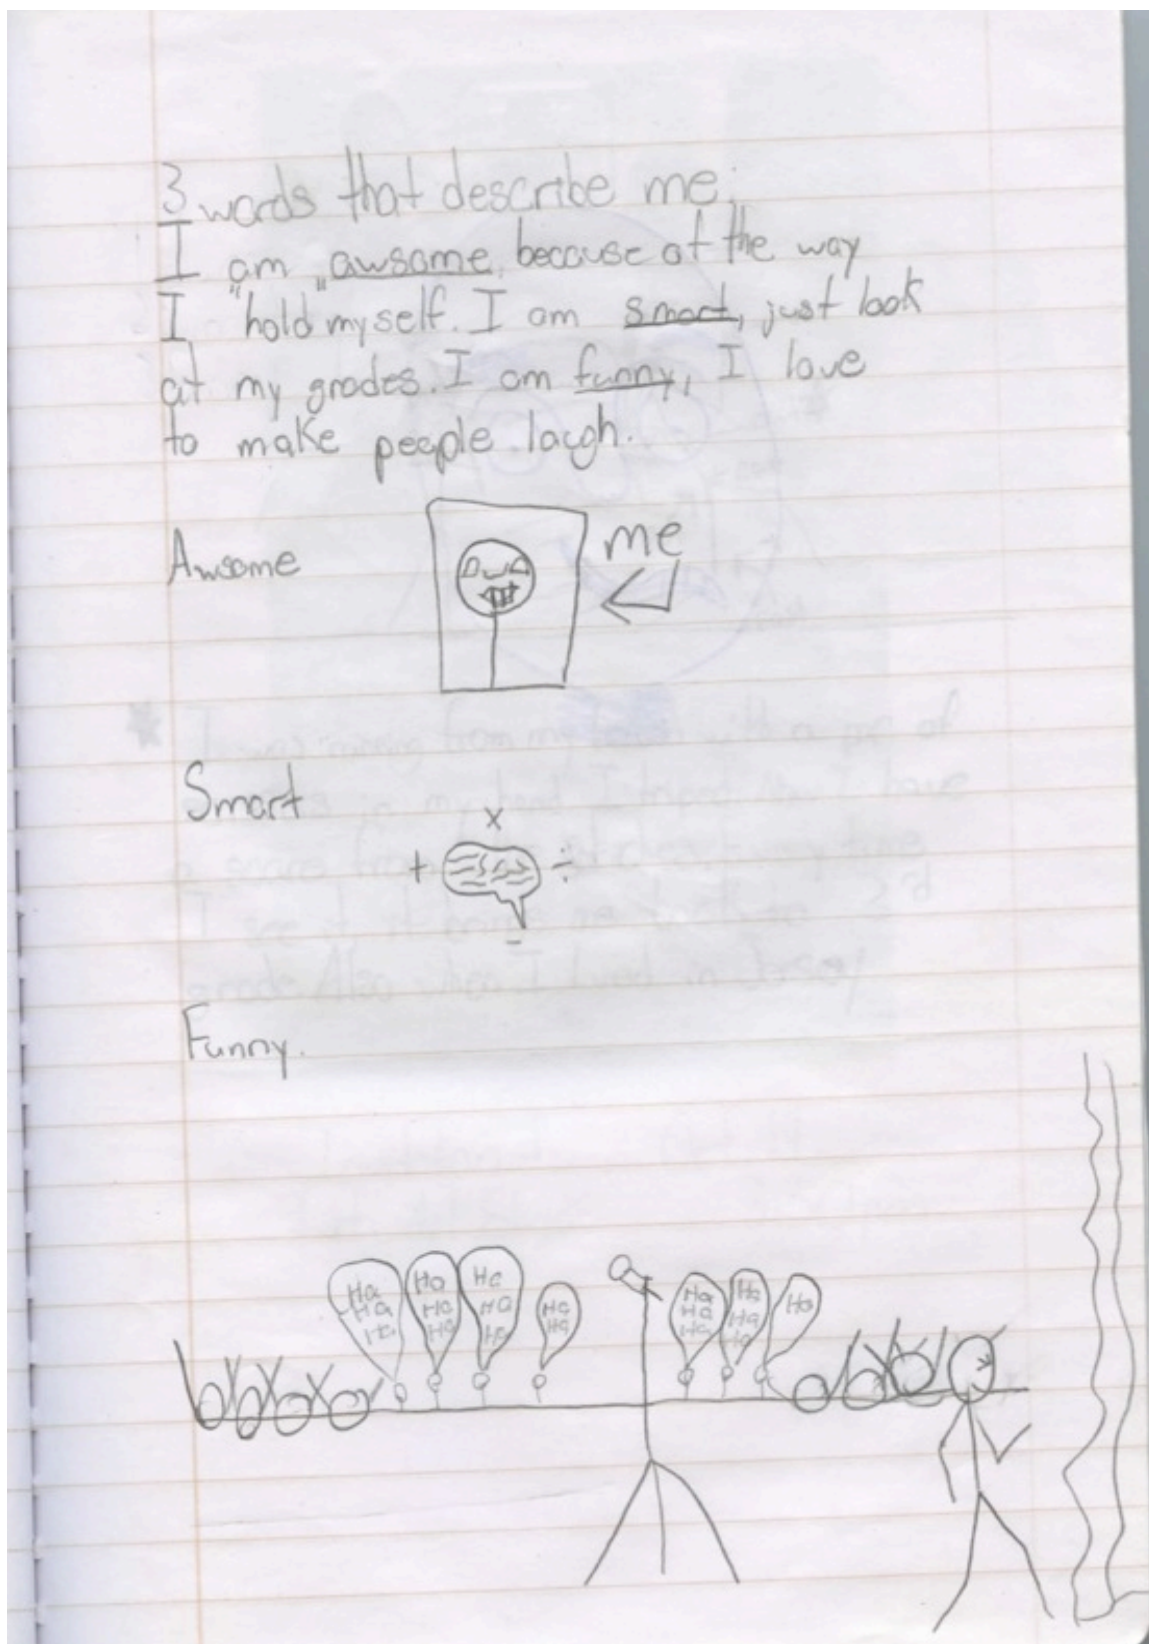 3 words that describe me:
I am "awsome" because of the way
I "hold" myself. I am smart, just look
at my grades. I am funny, I love
to make people laugh.
Awsome
me
Smart
x
+ ÷
-
Funny.
Ha Ha Ha Ha Ha Ha
Ha Ha Ha Ha Ha Ha
Ha Ha Ha Ha Ha Ha